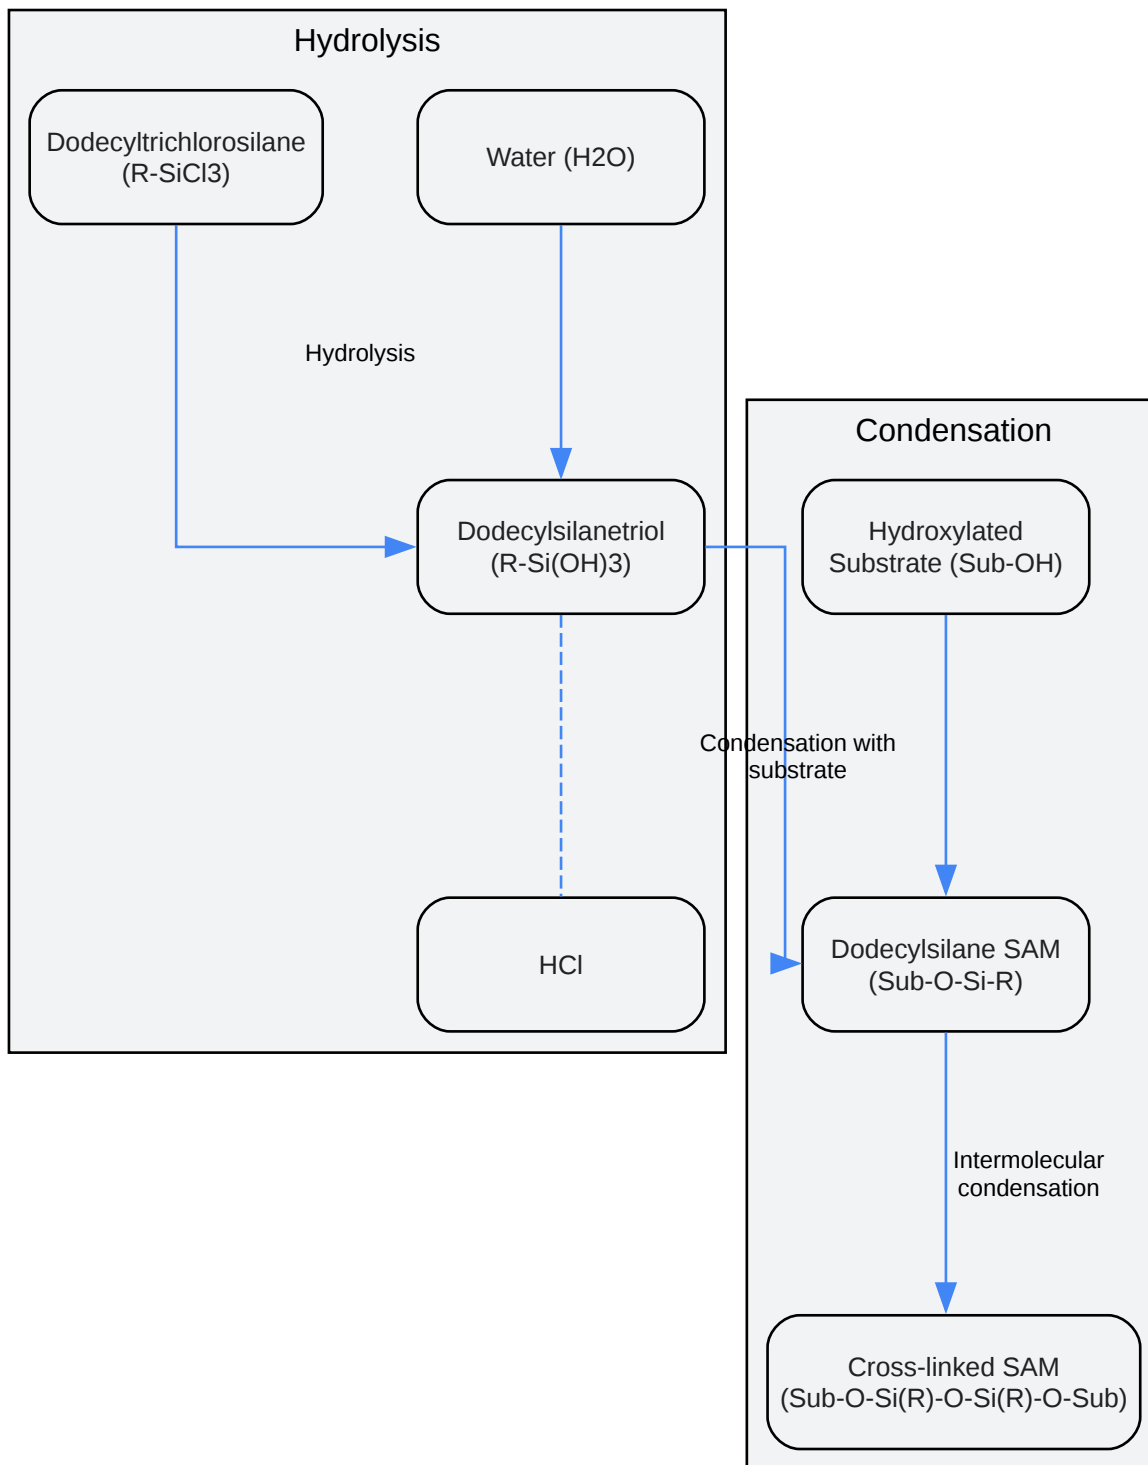 Hydrolysis
Dodecyltrichlorosilane
(R-SiCl3)
Water (H2O)
Hydrolysis
Dodecylsilanetriol
(R-Si(OH)3)
HCl
Condensation
Hydroxylated
Substrate (Sub-OH)
Condensation with
substrate
Dodecylsilane SAM
(Sub-O-Si-R)
Intermolecular
condensation
Cross-linked SAM
(Sub-O-Si(R)-O-Si(R)-O-Sub)